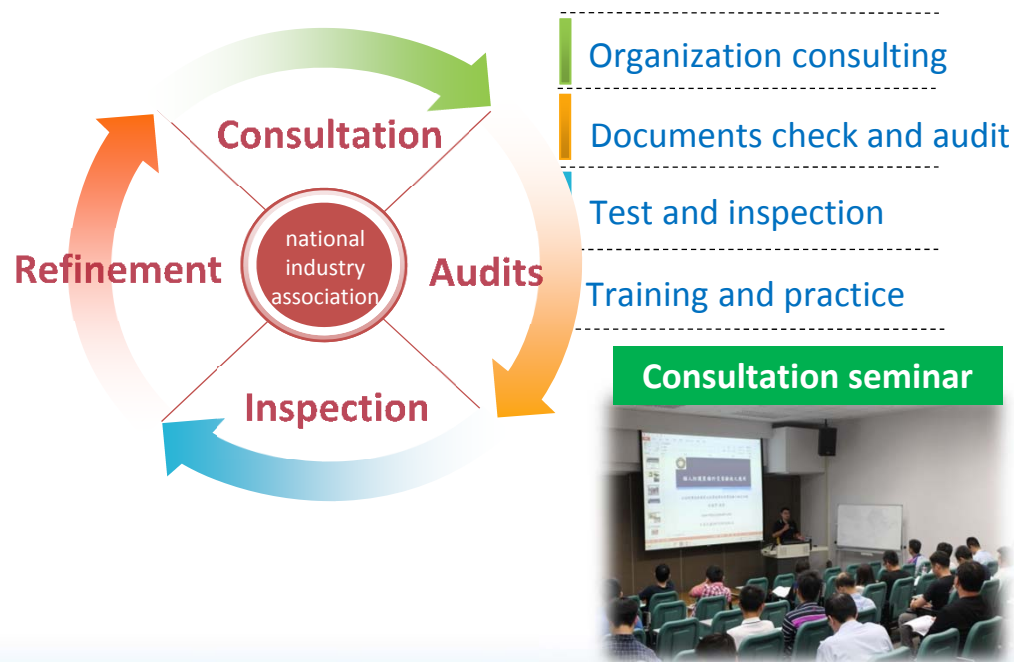 Consultation
Refinement
national
industry
association
Audits
Inspection
Organization consulting
Documents check and audit
Test and inspection
Training and practice
Consultation seminar